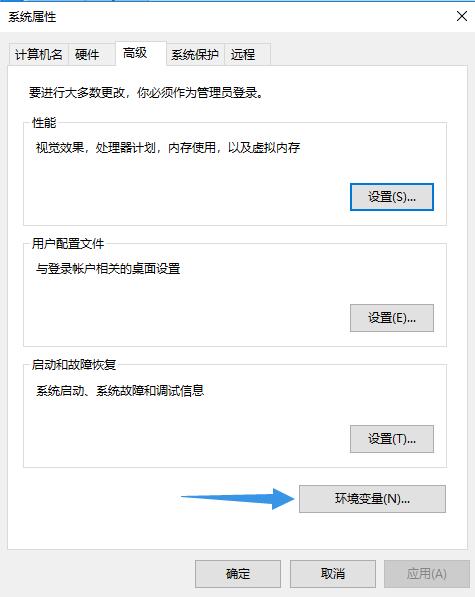 系统属性
计算机名 硬件 高级 系统保护 远程
要进行大多数更改，你必须作为管理员登录。
性能
视觉效果，处理器计划，内存使用，以及虚拟内存
设置(S)...
用户配置文件
与登录帐户相关的桌面设置
设置(E)...
启动和故障恢复
系统启动、系统故障和调试信息
设置(T)...
环境变量(N)...
确定 取消 应用(A)